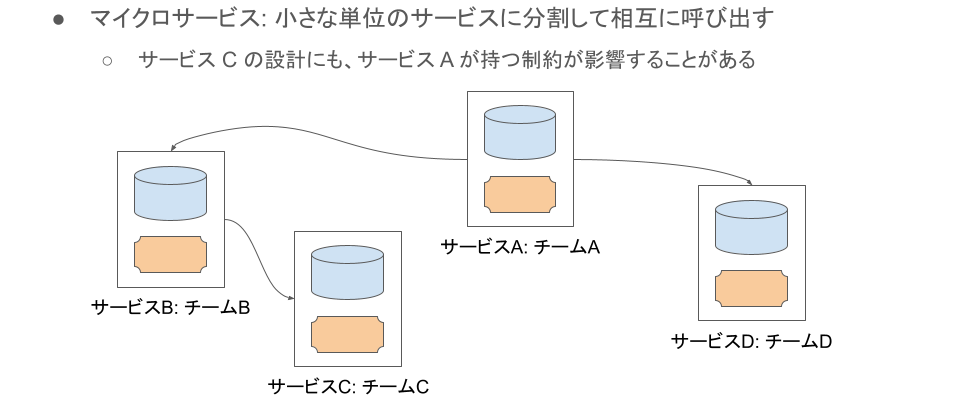 ● マイクロサービス: 小さな単位のサービスに分割して相互に呼び出す
○ サービス C の設計にも、サービス A が持つ制約が影響することがある
サービスA: チームA
サービスB: チームB
サービスD: チームD
サービスC: チームC